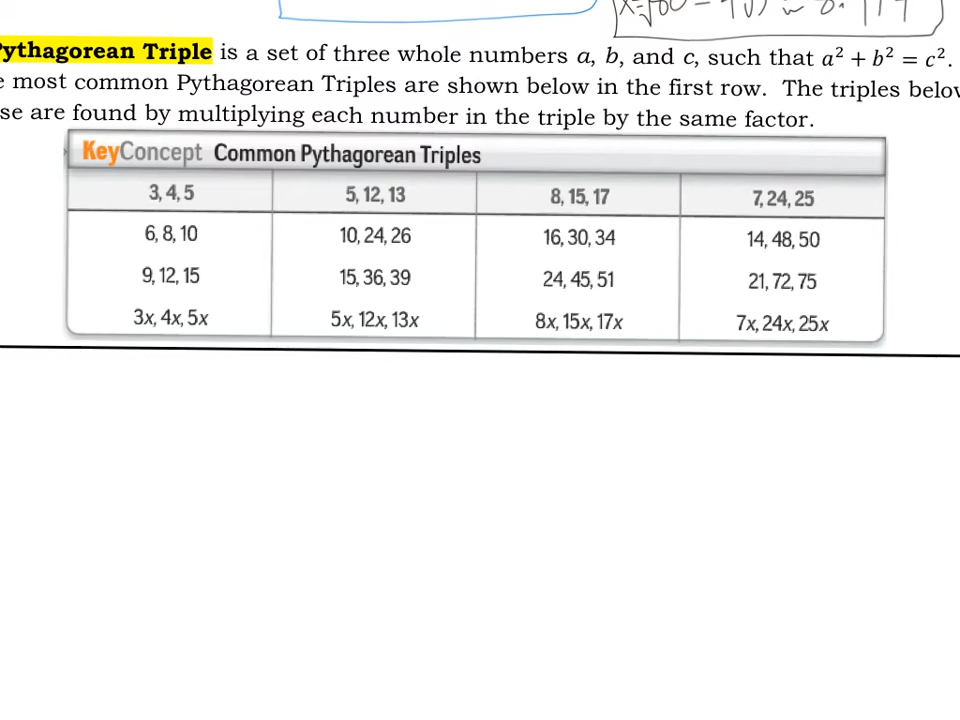 Pythagorean Triple is a set of three whole numbers a, b, and c, such that a² + b² = c².
most common Pythagorean Triples are shown below in the first row. The triples below
are found by multiplying each number in the triple by the same factor.
KeyConcept Common Pythagorean Triples
3, 4, 5 5, 12, 13 8, 15, 17 7, 24, 25
6, 8, 10 10, 24, 26 16, 30, 34 14, 48, 50
9, 12, 15 15, 36, 39 24, 45, 51 21, 72, 75
3x, 4x, 5x 5x, 12x, 13x 8x, 15x, 17x 7x, 24x, 25x